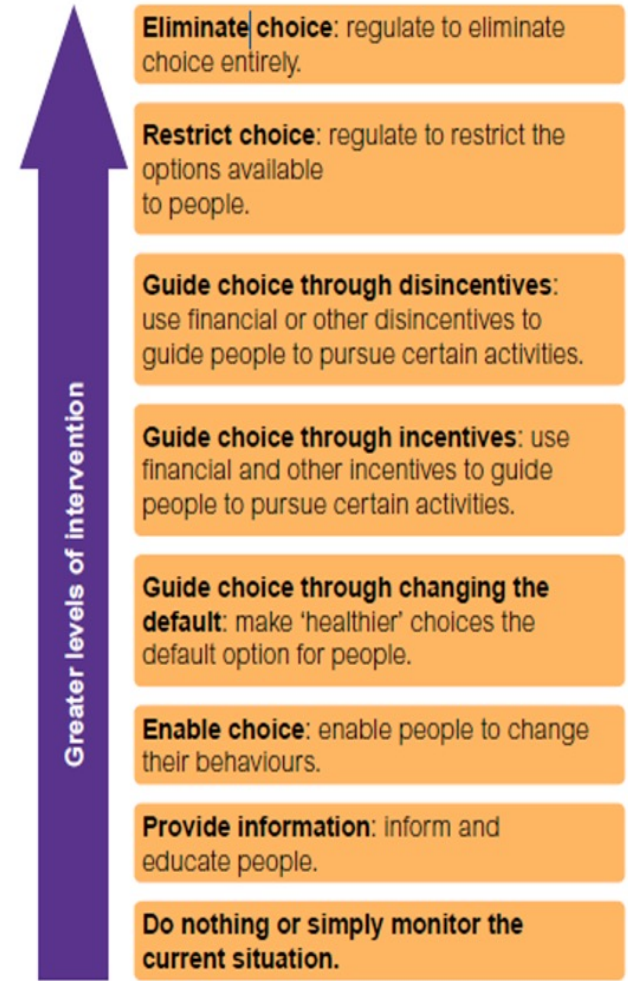 Eliminate choice: regulate to eliminate
choice entirely.
Restrict choice: regulate to restrict the
options available
to people.
Guide choice through disincentives:
use financial or other disincentives to
guide people to pursue certain activities.
Guide choice through incentives: use
financial and other incentives to guide
people to pursue certain activities.
Guide choice through changing the
default: make ‘healthier’ choices the
default option for people.
Enable choice: enable people to change
their behaviours.
Provide information: inform and
educate people.
Do nothing or simply monitor the
current situation.
Greater levels of intervention